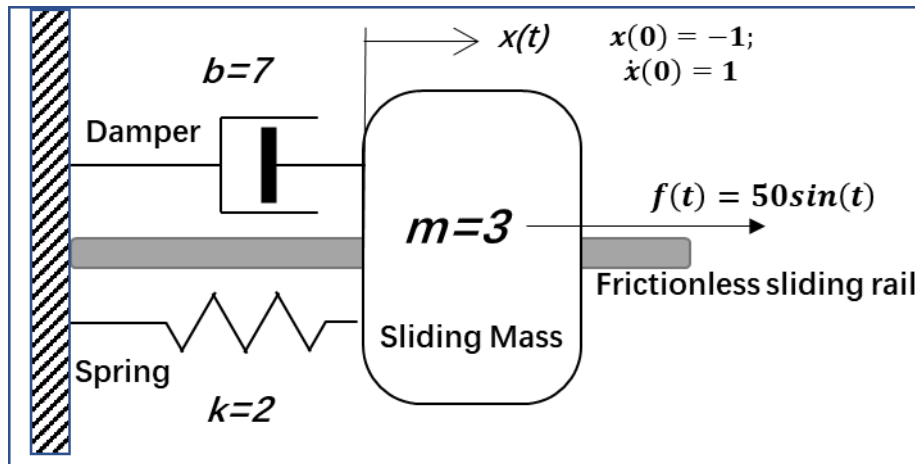 x(t)
x(0) = −1;
ẋ(0) = 1
b=7
Damper
f(t) = 50sin(t)
m=3
Frictionless sliding rail
Sliding Mass
Spring
k=2